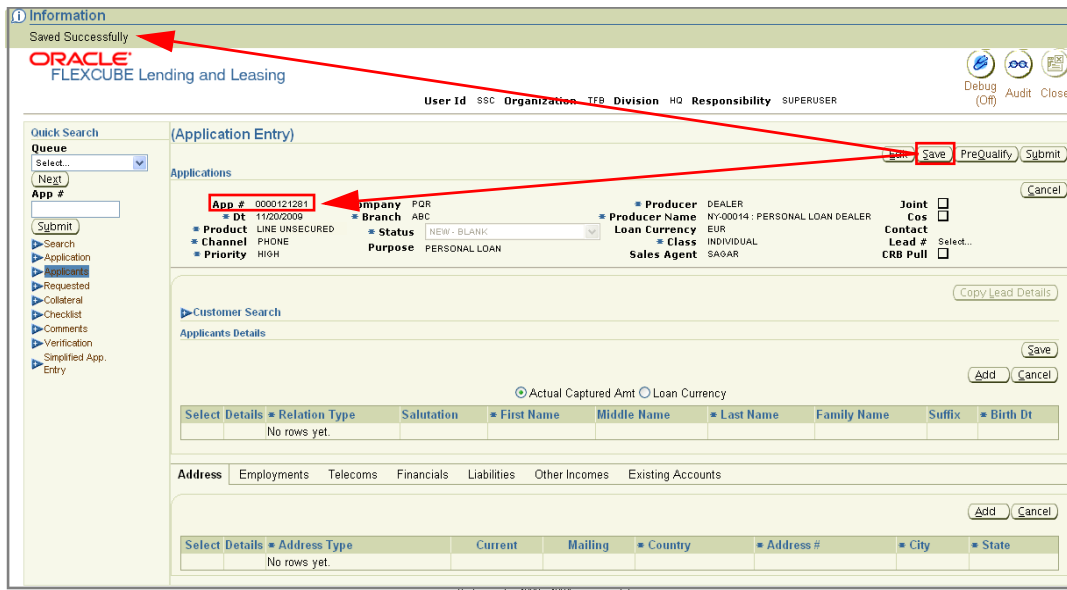 Information
Saved Successfully
ORACLE
FLEXCUBE Lending and Leasing
Debug (Off) Audit Close
User Id SSC Organization TFB Division HQ Responsibility SUPERUSER
Quick Search
Queue
Select...
Next
App #
Submit
Search
Application
Applicants
Requested
Collateral
Checklist
Comments
Verification
Simplified App. Entry
(Application Entry)
Edit Save PreQualify Submit
Applications
Cancel
App # 0000121281 Company PQR * Producer DEALER Joint
* Dt 11/20/2009 * Branch ABC * Producer Name NY-00014 : PERSONAL LOAN DEALER Cos
* Product LINE UNSECURED * Status NEW - BLANK Loan Currency EUR Contact
* Channel PHONE Purpose PERSONAL LOAN * Class INDIVIDUAL Lead # Select...
* Priority HIGH Sales Agent SAGAR CRB Pull
Copy Lead Details
Customer Search
Applicants Details
Save
Add Cancel
Actual Captured Amt Loan Currency
Select Details * Relation Type Salutation * First Name Middle Name * Last Name Family Name Suffix * Birth Dt
No rows yet.
Address Employments Telecoms Financials Liabilities Other Incomes Existing Accounts
Add Cancel
Select Details * Address Type Current Mailing * Country * Address # * City * State
No rows yet.